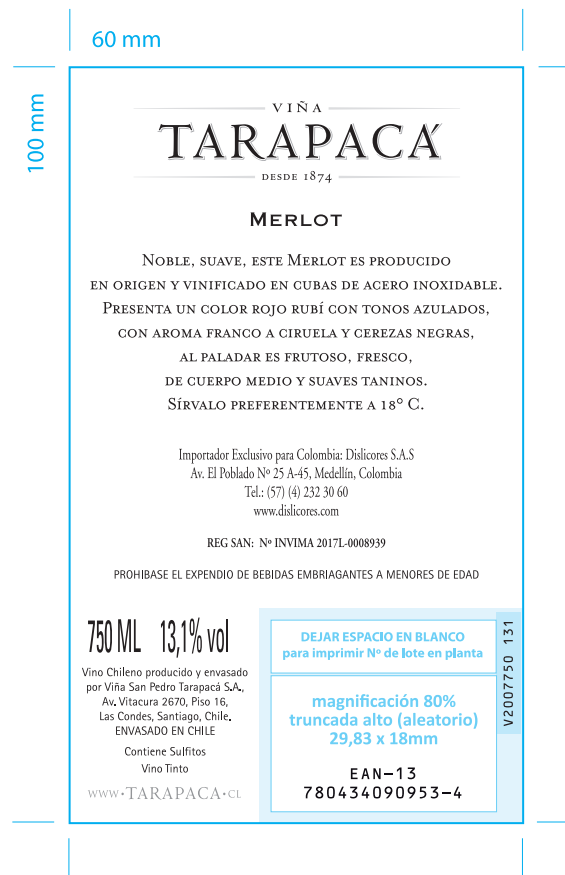 60 mm
100 mm
VIÑA
TARAPACÁ
DESDE 1874
MERLOT
NOBLE, SUAVE, ESTE MERLOT ES PRODUCIDO
EN ORIGEN Y VINIFICADO EN CUBAS DE ACERO INOXIDABLE.
PRESENTA UN COLOR ROJO RUBÍ CON TONOS AZULADOS,
CON AROMA FRANCO A CIRUELA Y CEREZAS NEGRAS,
AL PALADAR ES FRUTOSO, FRESCO,
DE CUERPO MEDIO Y SUAVES TANINOS.
SÍRVALO PREFERENTEMENTE A 18° C.
Importador Exclusivo para Colombia: Dislicores S.A.S
Av. El Poblado Nº 25 A-45, Medellín, Colombia
Tel.: (57) (4) 232 30 60
www.dislicores.com
REG SAN: Nº INVIMA 2017L-0008939
PROHIBASE EL EXPENDIO DE BEBIDAS EMBRIAGANTES A MENORES DE EDAD
750 ML 13,1% vol
Vino Chileno producido y envasado
por Viña San Pedro Tarapacá S.A.,
Av. Vitacura 2670, Piso 16,
Las Condes, Santiago, Chile.
ENVASADO EN CHILE
Contiene Sulfitos
Vino Tinto
WWW•TARAPACA•CL
DEJAR ESPACIO EN BLANCO
para imprimir Nº de lote en planta
magnificación 80%
truncada alto (aleatorio)
29,83 x 18mm
EAN-13
780434090953-4
V2007750 131